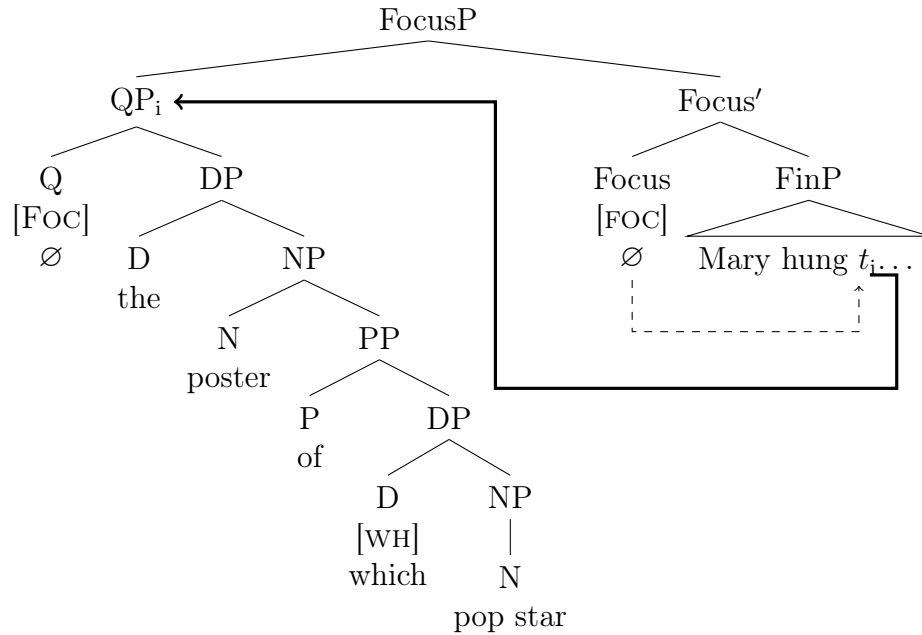 FocusP
QPi Focus′
Q DP Focus FinP
[FOC] [FOC]
∅ D NP ∅ Mary hung ti...
the
N PP
poster
P DP
of
D NP
[WH]
which N
pop star